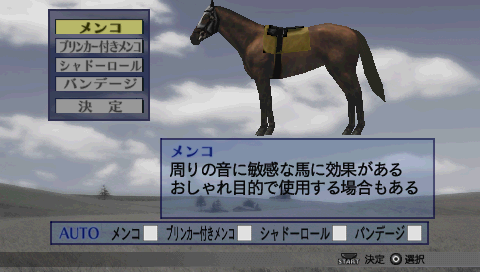 メンコ
ブリンカー付きメンコ
シャドーロール
バンデージ
決 定
メンコ
周りの音に敏感な馬に効果がある
おしゃれ目的で使用する場合もある
AUTO メンコ ブリンカー付きメンコ シャドーロール バンデージ
START 決定 選択